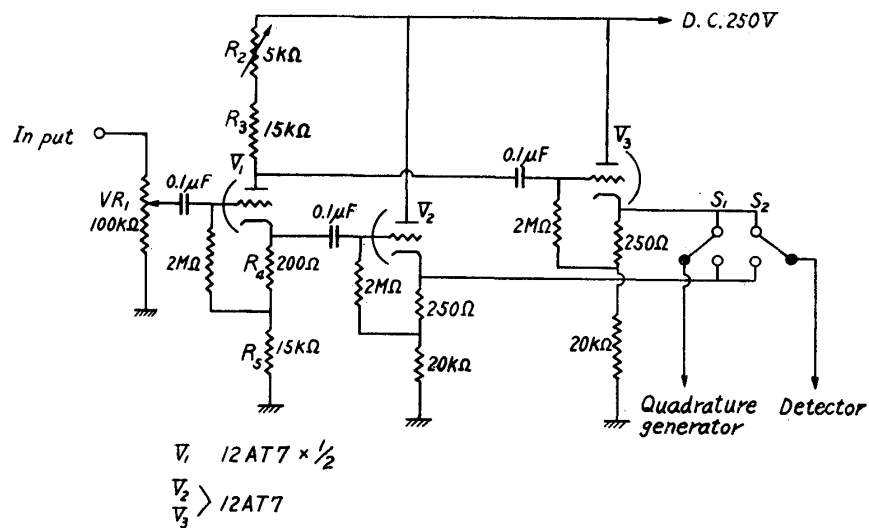 D.C. 250V
R2 5kΩ
R3 15kΩ
In put
VR1 100kΩ
0.1μF
V1
2MΩ
R4 200Ω
R5 15kΩ
0.1μF
V2
2MΩ
250Ω
20kΩ
0.1μF
V3
2MΩ
250Ω
20kΩ
S1 S2
Quadrature generator
Detector
V1 12AT7 × 1/2
V2
V3 > 12AT7